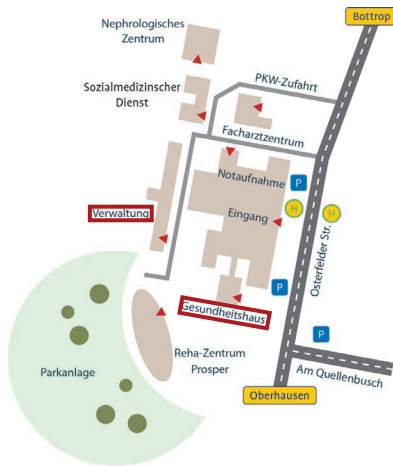 Bottrop
Nephrologisches
Zentrum
PKW-Zufahrt
Sozialmedizinscher
Dienst
Facharztzentrum
Notaufnahme
P
H
H
Verwaltung
Eingang
Osterfelder Str.
P
Gesundheitshaus
P
Reha-Zentrum
Prosper
Parkanlage
Am Quellenbusch
Oberhausen